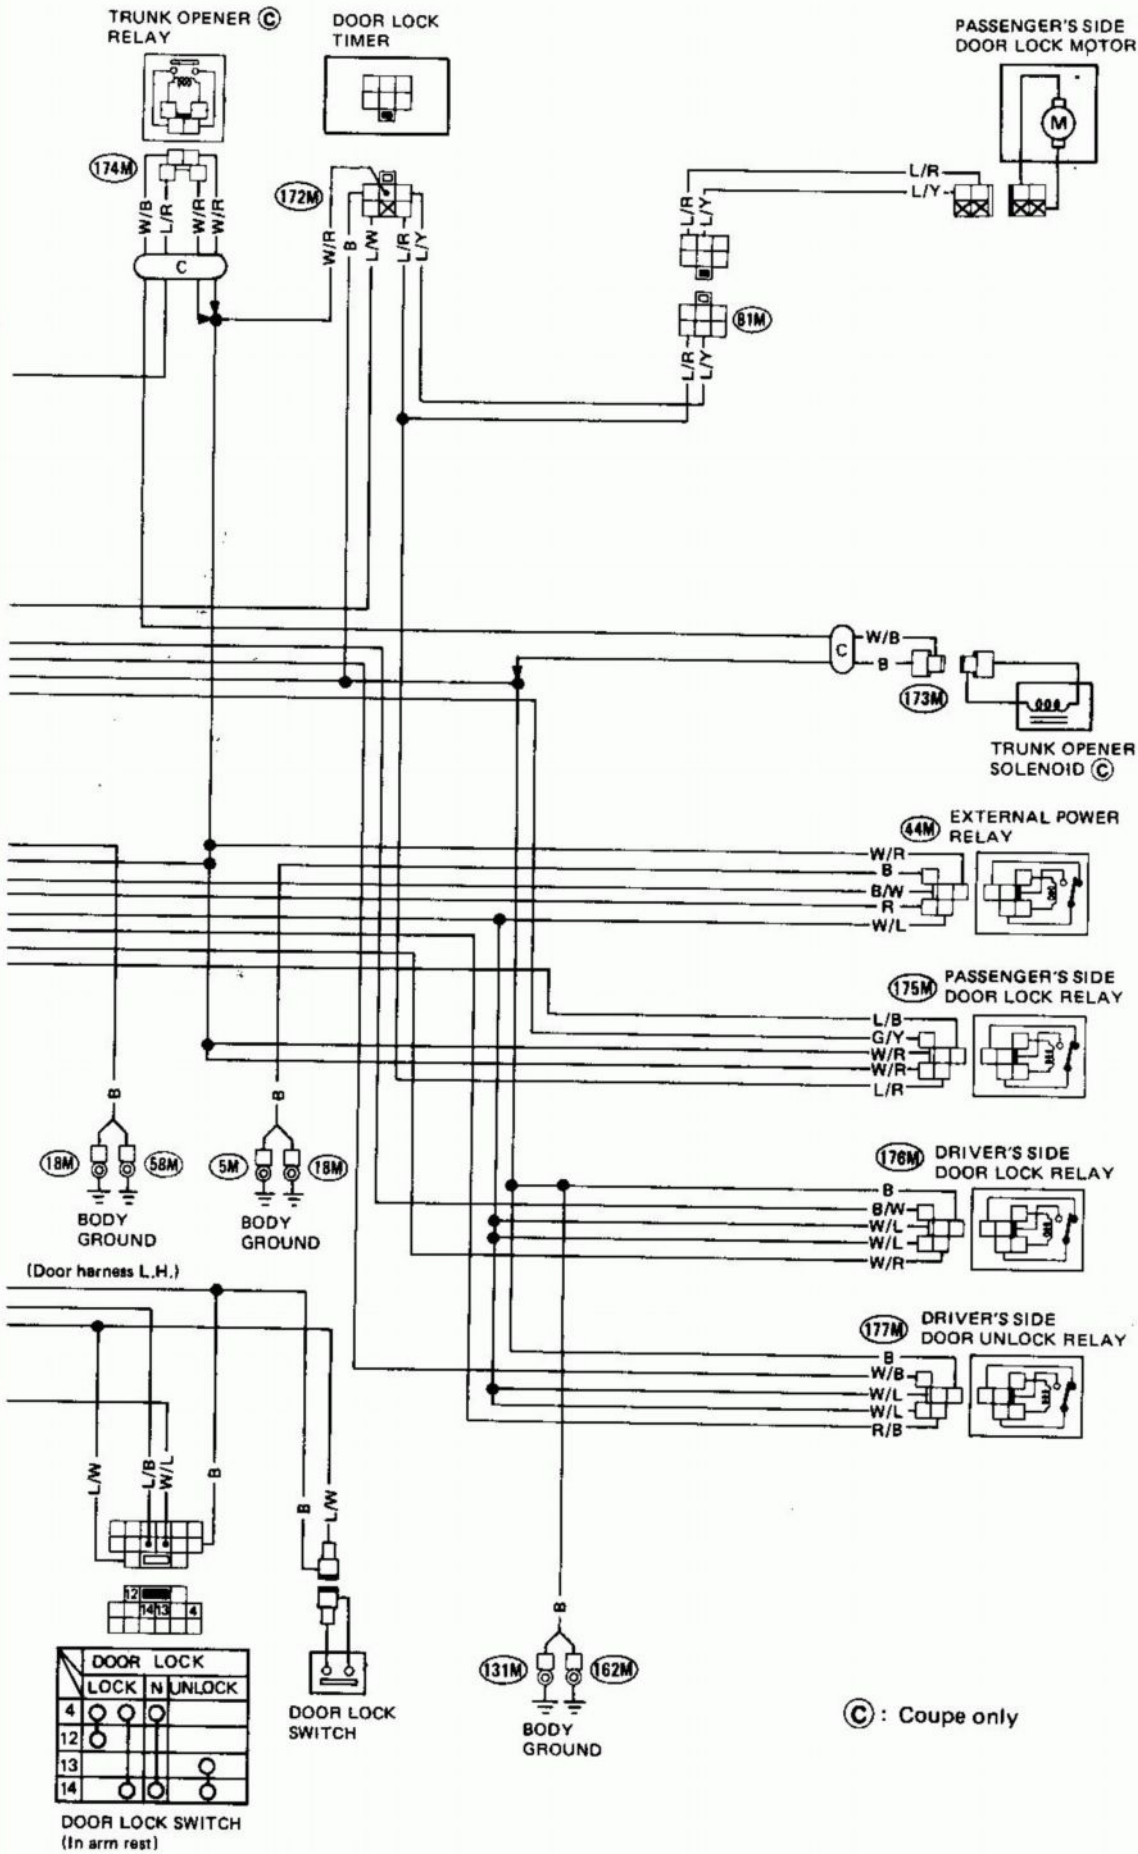 TRUNK OPENER Ⓒ
RELAY
DOOR LOCK
TIMER
PASSENGER'S SIDE
DOOR LOCK MOTOR
M
174M
172M
L/R
L/Y
W/B
L/R
W/R
W/R
W/R
B
L/W
L/R
L/Y
L/R
L/Y
C
81M
L/R
L/Y
C
W/B
B
173M
TRUNK OPENER
SOLENOID Ⓒ
44M
EXTERNAL POWER
RELAY
W/R
B
B/W
R
W/L
175M
PASSENGER'S SIDE
DOOR LOCK RELAY
L/B
G/Y
W/R
W/R
L/R
B
B
18M
58M
5M
18M
BODY
GROUND
BODY
GROUND
176M
DRIVER'S SIDE
DOOR LOCK RELAY
B
B/W
W/L
W/L
W/R
(Door harness L.H.)
177M
DRIVER'S SIDE
DOOR UNLOCK RELAY
B
W/B
W/L
W/L
R/B
L/W
L/B
W/L
B
B
L/W
12
14 13 4
B
131M
162M
BODY
GROUND
DOOR LOCK
LOCK N UNLOCK
4
12
13
14
DOOR LOCK SWITCH
(In arm rest)
DOOR LOCK
SWITCH
Ⓒ : Coupe only